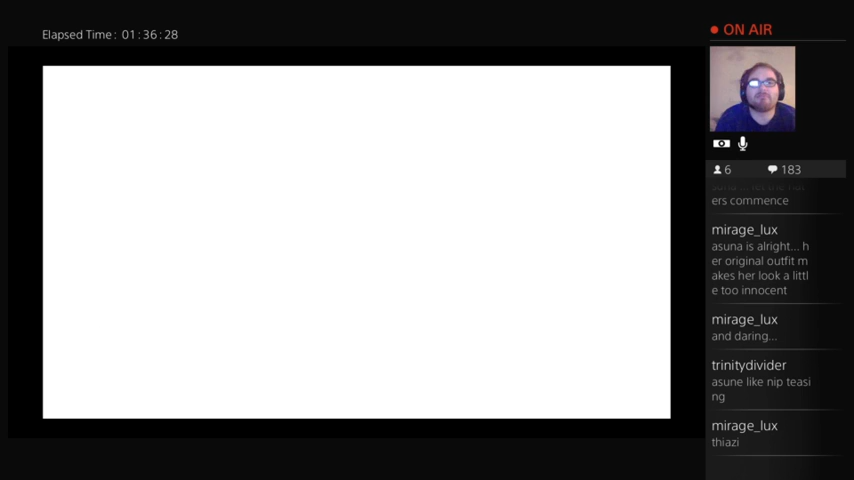 Elapsed Time: 01:36:28
ON AIR
6
183
ers commence
mirage_lux
asuna is alright... h
er original outfit m
akes her look a littl
e too innocent
mirage_lux
and daring...
trinitydivider
asune like nip teasi
ng
mirage_lux
thiazi